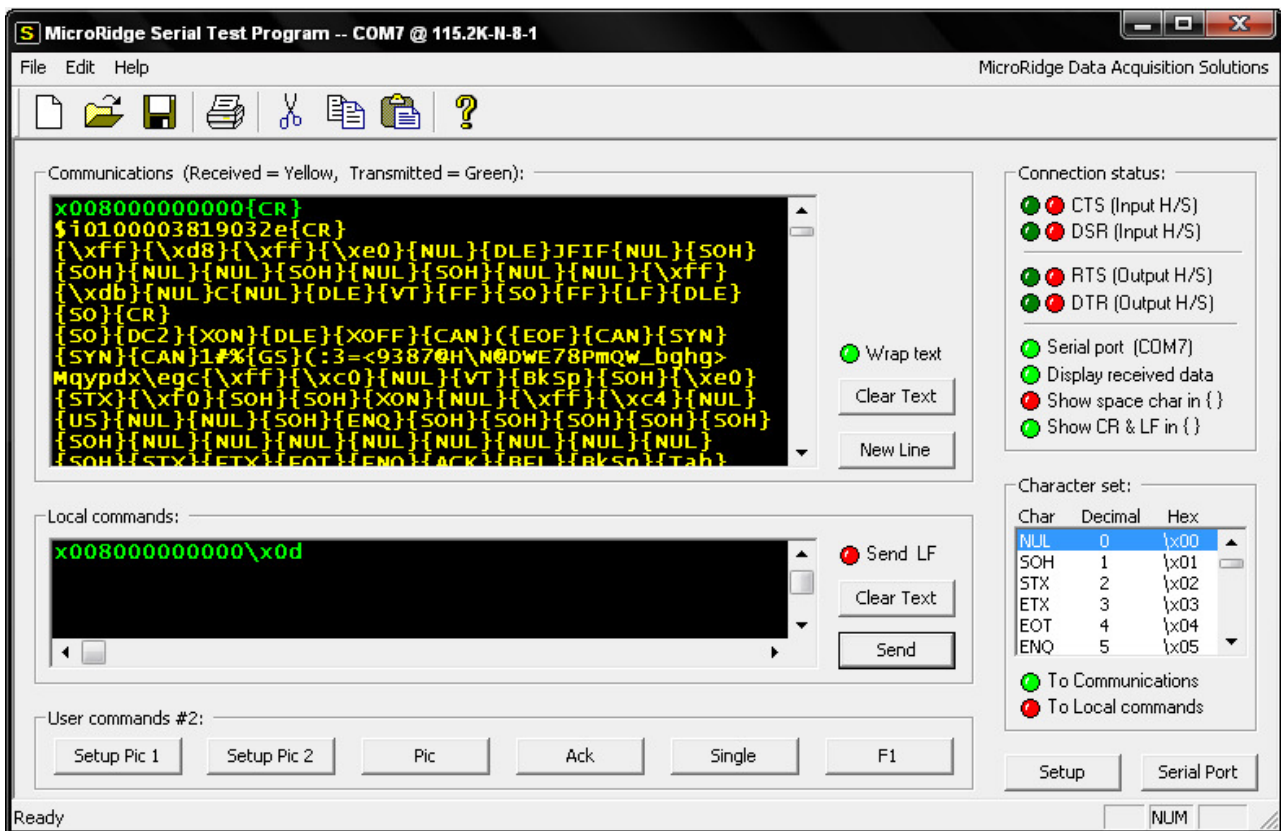 S MicroRidge Serial Test Program -- COM7 @ 115.2K-N-8-1
File Edit Help MicroRidge Data Acquisition Solutions
Communications (Received = Yellow, Transmitted = Green):
x008000000000{CR}
$i0100003819032e{CR}
{\xff}{\xd8}{\xff}{\xe0}{NUL}{DLE}JFIF{NUL}{SOH}
{SOH}{NUL}{NUL}{SOH}{NUL}{SOH}{NUL}{NUL}{\xff}
{\xdb}{NUL}C{NUL}{DLE}{VT}{FF}{SO}{FF}{LF}{DLE}
{SO}{CR}
{SO}{DC2}{XON}{DLE}{XOFF}{CAN}({EOF}{CAN}{SYN}
{SYN}{CAN}1#%{GS}(:3=<9387@H\N@DWE78PmQW_bghg>
Mqypdx\egc{\xff}{\xc0}{NUL}{VT}{BkSp}{SOH}{\xe0}
{STX}{\xf0}{SOH}{SOH}{XON}{NUL}{\xff}{\xc4}{NUL}
{US}{NUL}{NUL}{SOH}{ENQ}{SOH}{SOH}{SOH}{SOH}{SOH}
{SOH}{NUL}{NUL}{NUL}{NUL}{NUL}{NUL}{NUL}{NUL}
{SOH}{STX}{ETX}{EOT}{ENQ}{ACK}{BEL}{BkSp}{Tab}
Wrap text
Clear Text
New Line
Local commands:
x008000000000\x0d
Send LF
Clear Text
Send
User commands #2:
Setup Pic 1 Setup Pic 2 Pic Ack Single F1
Connection status:
CTS (Input H/S)
DSR (Input H/S)
RTS (Output H/S)
DTR (Output H/S)
Serial port (COM7)
Display received data
Show space char in { }
Show CR & LF in { }
Character set:
Char Decimal Hex
NUL 0 \x00
SOH 1 \x01
STX 2 \x02
ETX 3 \x03
EOT 4 \x04
ENQ 5 \x05
To Communications
To Local commands
Setup Serial Port
Ready NUM